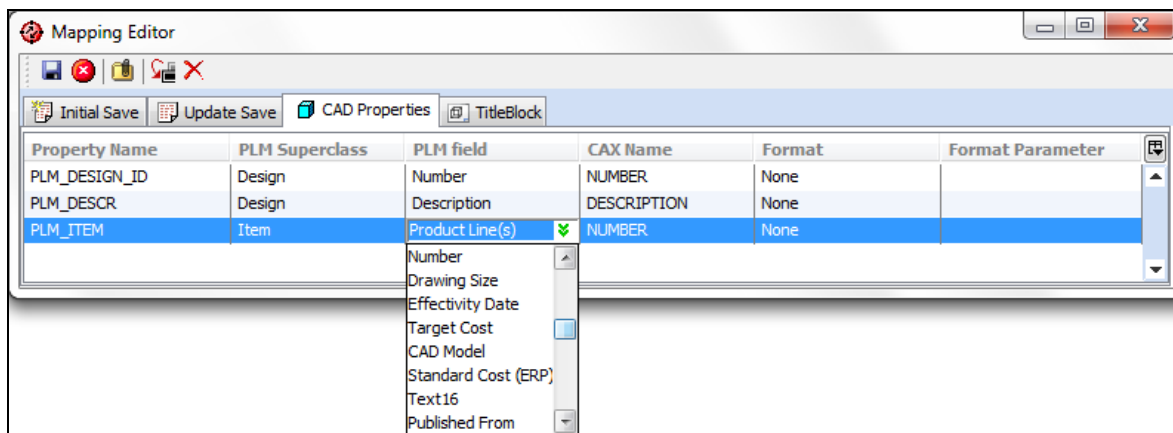 Mapping Editor
Initial Save Update Save CAD Properties TitleBlock
Property Name PLM Superclass PLM field CAX Name Format Format Parameter
PLM_DESIGN_ID Design Number NUMBER None
PLM_DESCR Design Description DESCRIPTION None
PLM_ITEM Item Product Line(s) NUMBER None
Number
Drawing Size
Effectivity Date
Target Cost
CAD Model
Standard Cost (ERP)
Text16
Published From